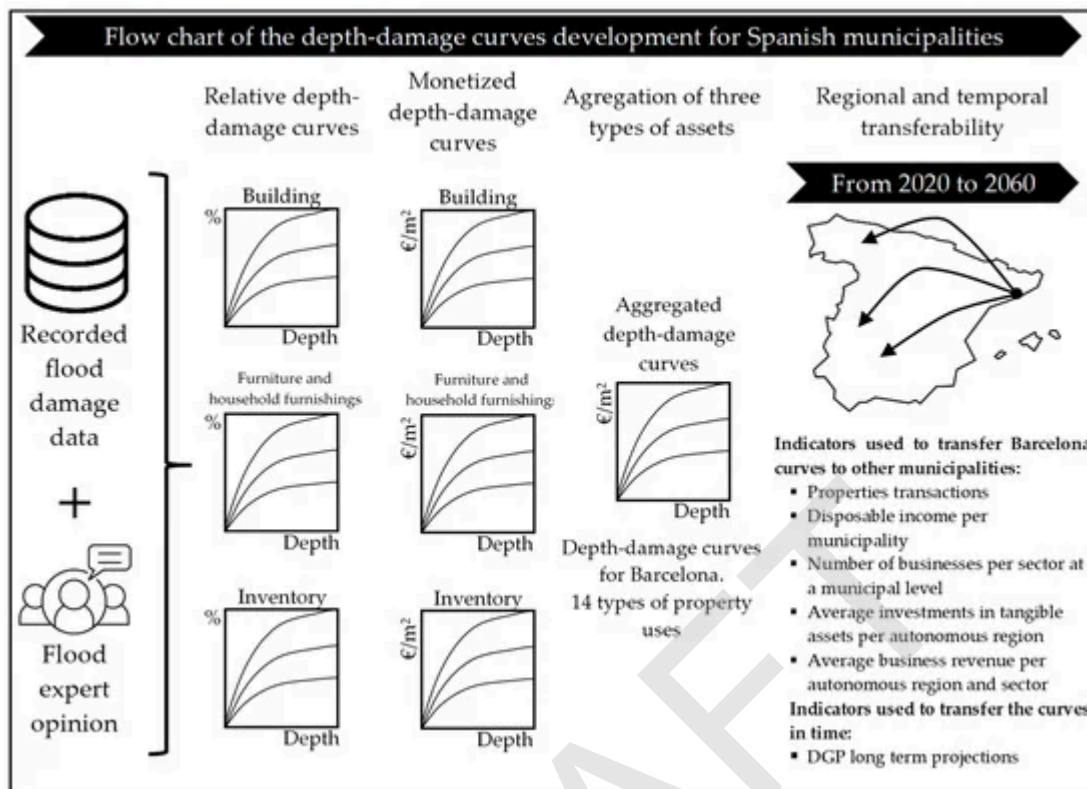 Flow chart of the depth-damage curves development for Spanish municipalities
Relative depth-
damage curves
Monetized
depth-damage
curves
Agregation of three
types of assets
Regional and temporal
transferability
From 2020 to 2060
Recorded
flood
damage
data
+
Flood
expert
opinion
Building
%
Depth
Furniture and
household furnishings
%
Depth
Inventory
%
Depth
Building
€/m²
Depth
Furniture and
household furnishing
€/m²
Depth
Inventory
€/m²
Depth
Aggregated
depth-damage
curves
€/m²
Depth
Depth-damage curves
for Barcelona.
14 types of property
uses
Indicators used to transfer Barcelona
curves to other municipalities:
▪ Properties transactions
▪ Disposable income per
municipality
▪ Number of businesses per sector at
a municipal level
▪ Average investments in tangible
assets per autonomous region
▪ Average business revenue per
autonomous region and sector
Indicators used to transfer the curves
in time:
▪ DGP long term projections